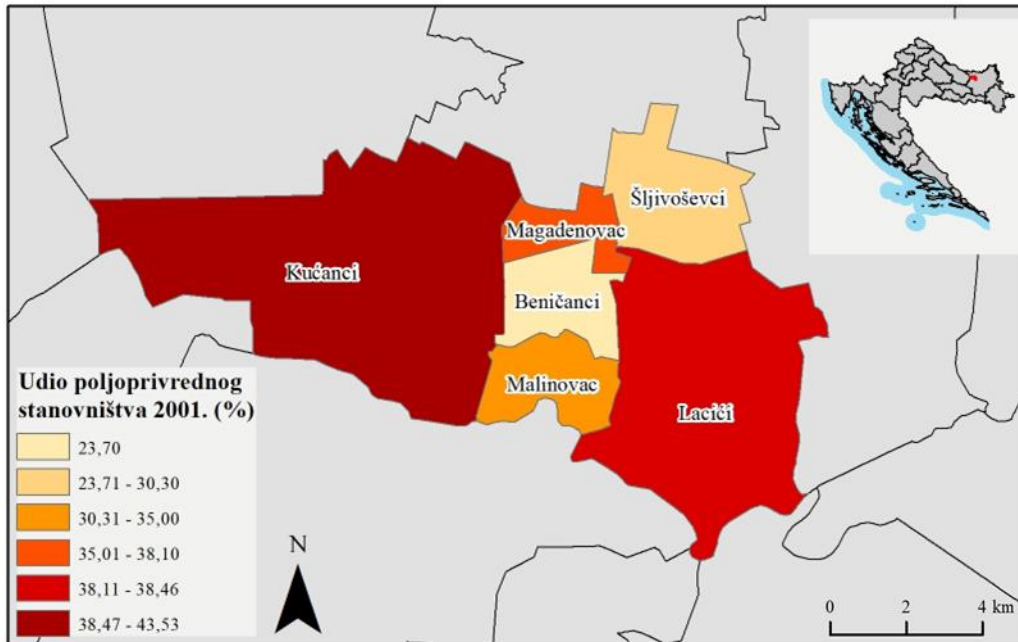 Šljivoševci
Magadenovac
Kućanci
Beničanci
Malinovac
Lacići
Udio poljoprivrednog
stanovništva 2001. (%)
23,70
23,71 - 30,30
30,31 - 35,00
35,01 - 38,10
38,11 - 38,46
38,47 - 43,53
N
0 2 4 km